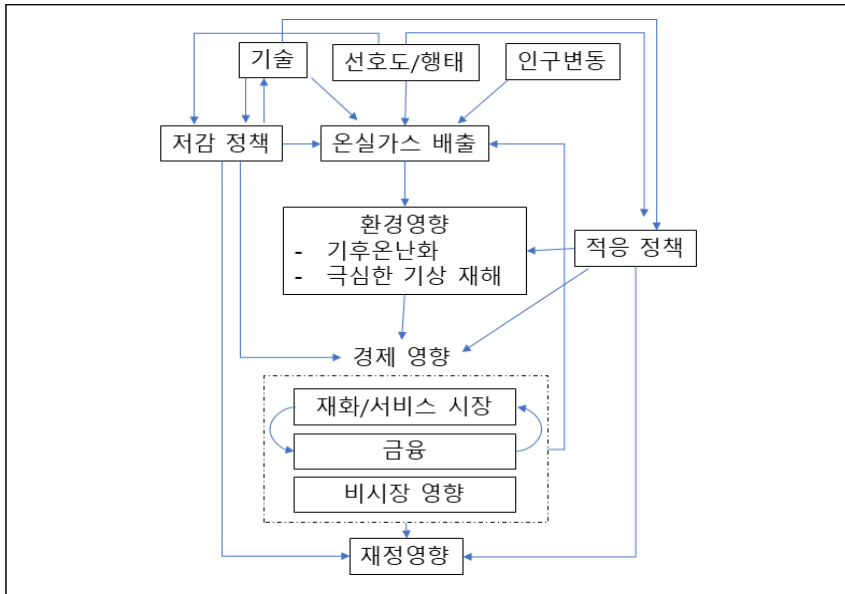 기술
선호도/행태
인구변동
저감 정책
온실가스 배출
환경영향
- 기후온난화
- 극심한 기상 재해
적응 정책
경제 영향
재화/서비스 시장
금융
비시장 영향
재정영향